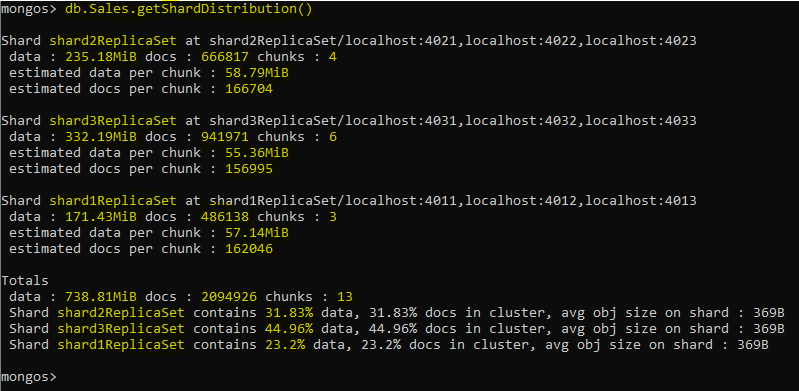 mongos> db.Sales.getShardDistribution()
Shard shard2ReplicaSet at shard2ReplicaSet/localhost:4021,localhost:4022,localhost:4023
data : 235.18MiB docs : 666817 chunks : 4
estimated data per chunk : 58.79MiB
estimated docs per chunk : 166704
Shard shard3ReplicaSet at shard3ReplicaSet/localhost:4031,localhost:4032,localhost:4033
data : 332.19MiB docs : 941971 chunks : 6
estimated data per chunk : 55.36MiB
estimated docs per chunk : 156995
Shard shard1ReplicaSet at shard1ReplicaSet/localhost:4011,localhost:4012,localhost:4013
data : 171.43MiB docs : 486138 chunks : 3
estimated data per chunk : 57.14MiB
estimated docs per chunk : 162046
Totals
data : 738.81MiB docs : 2094926 chunks : 13
Shard shard2ReplicaSet contains 31.83% data, 31.83% docs in cluster, avg obj size on shard : 369B
Shard shard3ReplicaSet contains 44.96% data, 44.96% docs in cluster, avg obj size on shard : 369B
Shard shard1ReplicaSet contains 23.2% data, 23.2% docs in cluster, avg obj size on shard : 369B
mongos>